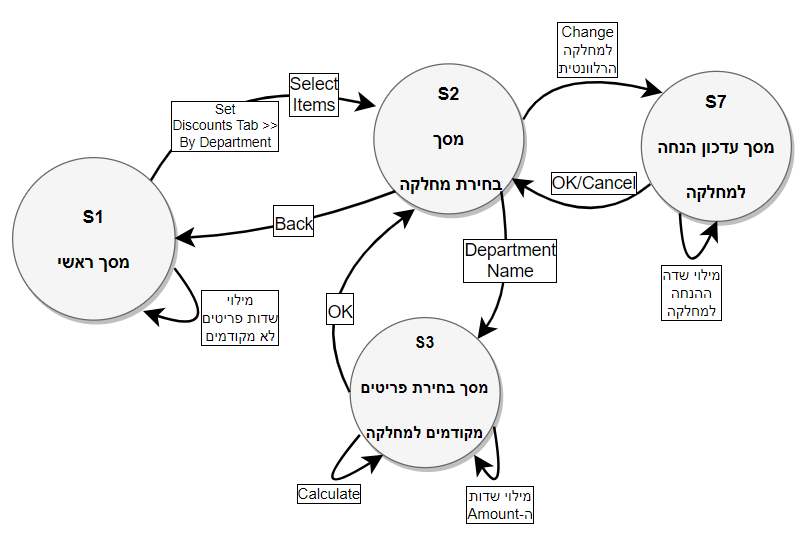 Change
למחלקה
הרלוונטית
Select
Items
Set
Discounts Tab >>
By Department
S2
מסך
בחירת מחלקה
S7
מסך עדכון הנחה
למחלקה
OK/Cancel
S1
מסך ראשי
Back
Department
Name
מילוי
שדות פריטים
לא מקודמים
OK
מילוי שדה
ההנחה
למחלקה
S3
מסך בחירת פריטים
מקודמים למחלקה
Calculate
מילוי שדות
ה-Amount